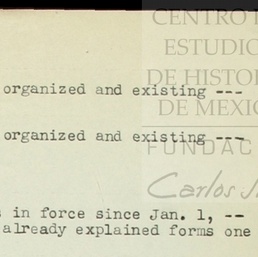 CENTRO
ESTUDIO
DE HISTOR
organized and existing ---
DE MEXIC
organized and existing ---
FUNDAC
Carlos
in force since Jan. 1, --
already explained forms one